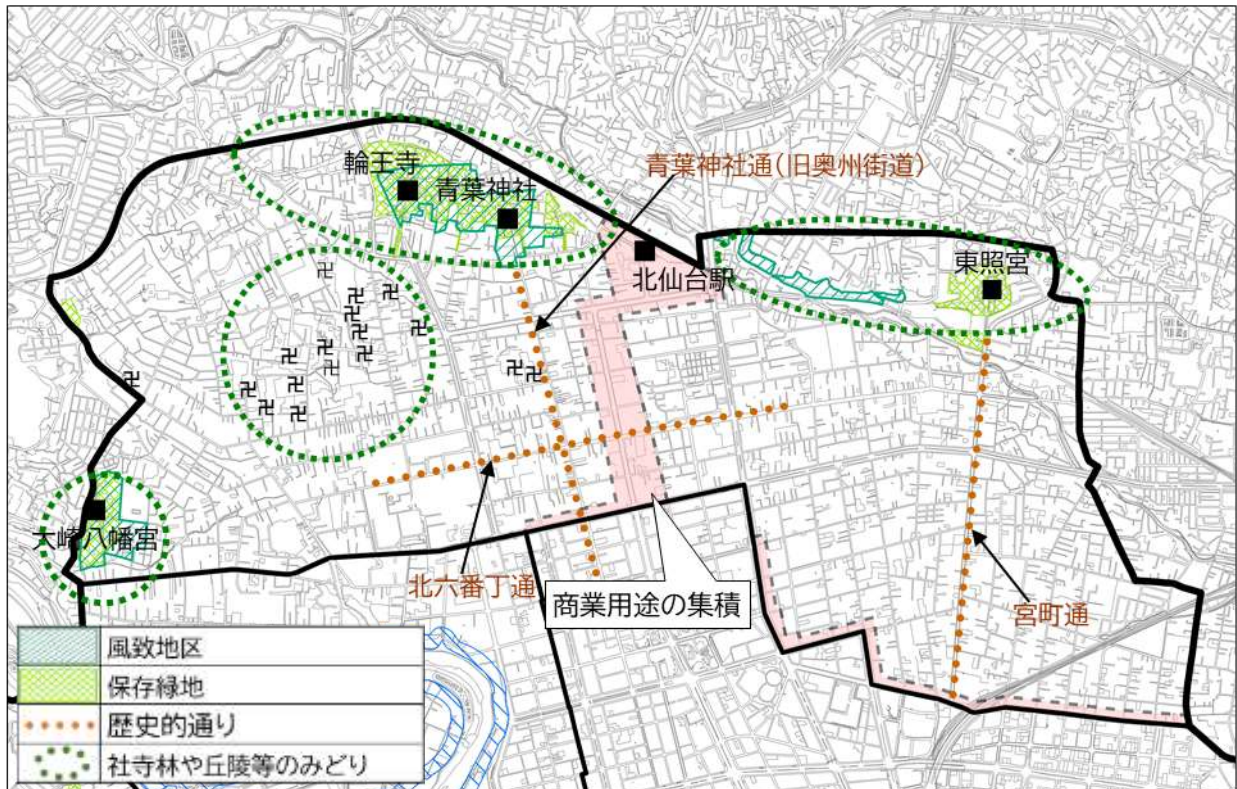 輪王寺
青葉神社
青葉神社通(旧奥州街道)
北仙台駅
東照宮
大崎八幡宮
北六番丁通
商業用途の集積
宮町通
風致地区
保存緑地
歴史的通り
社寺林や丘陵等のみどり